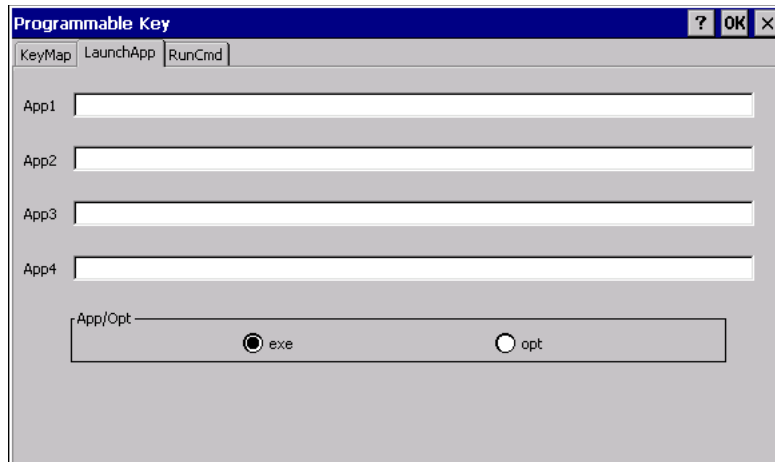 Programmable Key ? OK ×
KeyMap LaunchApp RunCmd
App1
App2
App3
App4
App/Opt
exe opt